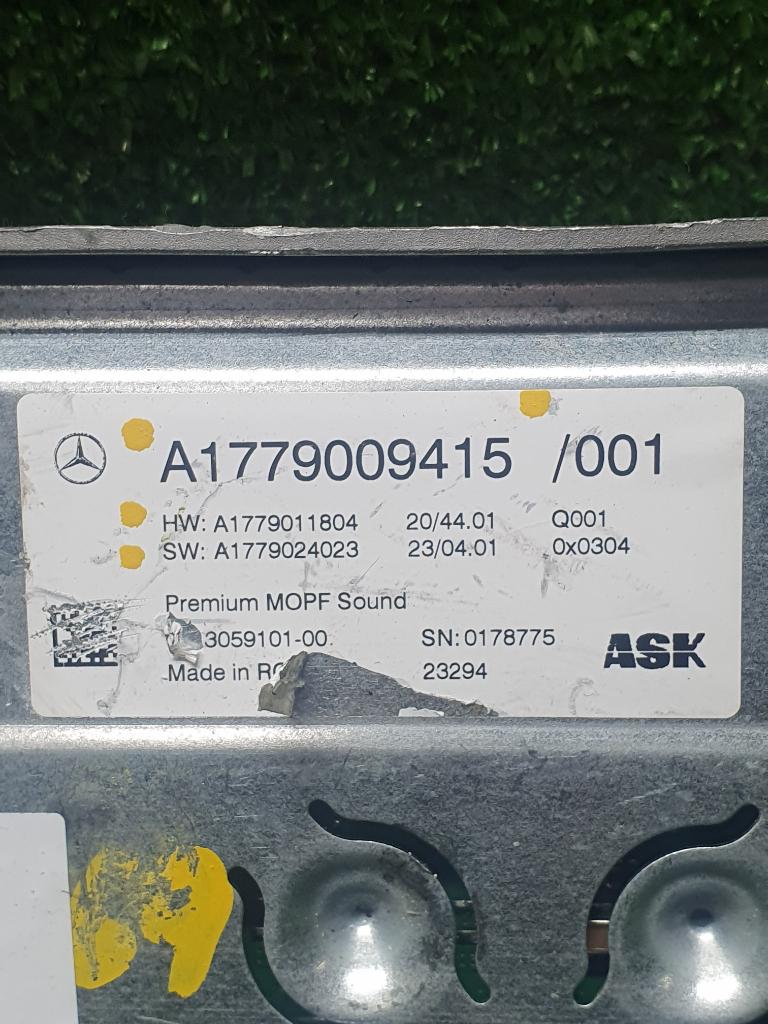 A1779009415 /001
HW: A1779011804 20/44.01 Q001
SW: A1779024023 23/04.01 0x0304
Premium MOPF Sound
3059101-00. SN: 0178775
ASK
Made in 23294